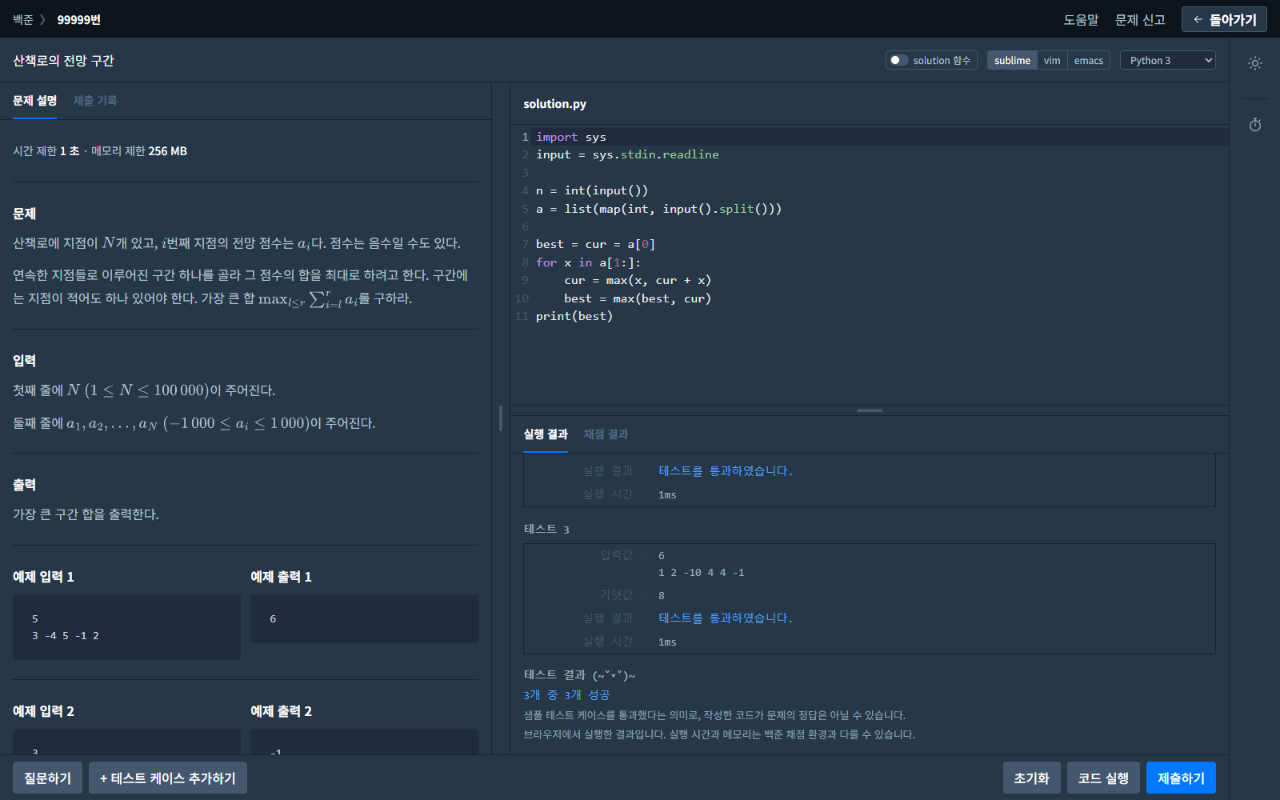 백준 〉 99999번
도움말 문제 신고 ← 돌아가기
산책로의 전망 구간
solution 함수 sublime vim emacs Python 3
문제 설명 제출 기록
시간 제한 1 초 · 메모리 제한 256 MB
문제
산책로에 지점이 N개 있고, i번째 지점의 전망 점수는 a_i다. 점수는 음수일 수도 있다.
연속한 지점들로 이루어진 구간 하나를 골라 그 점수의 합을 최대로 하려고 한다. 구간에
는 지점이 적어도 하나 있어야 한다. 가장 큰 합 max_{l≤r} ∑_{i=l}^{r} a_i를 구하라.
입력
첫째 줄에 N (1 ≤ N ≤ 100 000)이 주어진다.
둘째 줄에 a_1, a_2, . . . , a_N (−1 000 ≤ a_i ≤ 1 000)이 주어진다.
출력
가장 큰 구간 합을 출력한다.
예제 입력 1 예제 출력 1
5
3 -4 5 -1 2
6
예제 입력 2 예제 출력 2
3
-1
solution.py
1 import sys
2 input = sys.stdin.readline
3
4 n = int(input())
5 a = list(map(int, input().split()))
6
7 best = cur = a[0]
8 for x in a[1:]:
9 cur = max(x, cur + x)
10 best = max(best, cur)
11 print(best)
실행 결과 채점 결과
실행 결과 테스트를 통과하였습니다.
실행 시간 1ms
테스트 3
입력값 6
1 2 -10 4 4 -1
기댓값 8
실행 결과 테스트를 통과하였습니다.
실행 시간 1ms
테스트 결과 (~˘▾˘)~
3개 중 3개 성공
샘플 테스트 케이스를 통과했다는 의미로, 작성한 코드가 문제의 정답은 아닐 수 있습니다.
브라우저에서 실행한 결과입니다. 실행 시간과 메모리는 백준 채점 환경과 다를 수 있습니다.
질문하기 + 테스트 케이스 추가하기
초기화 코드 실행 제출하기